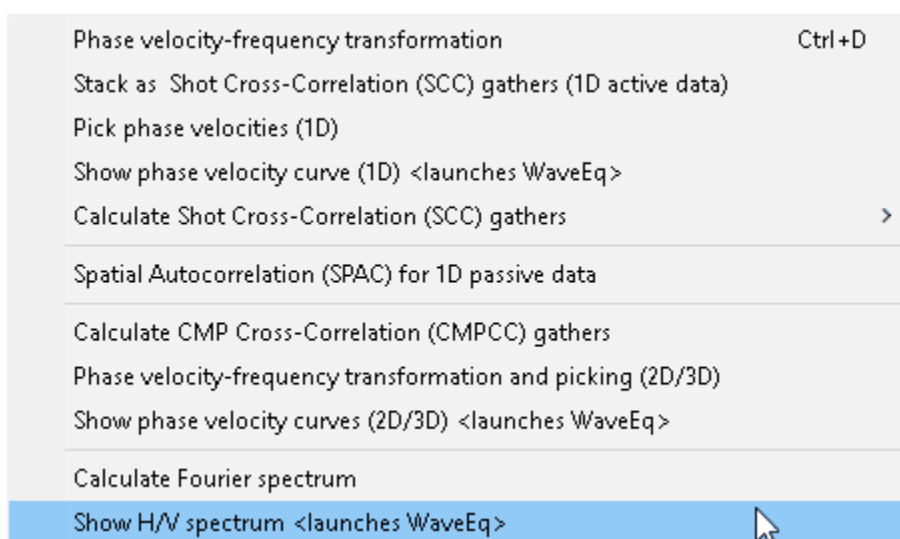 Phase velocity-frequency transformation Ctrl+D
Stack as  Shot Cross-Correlation (SCC) gathers (1D active data)
Pick phase velocities (1D)
Show phase velocity curve (1D) <launches WaveEq>
Calculate Shot Cross-Correlation (SCC) gathers >
Spatial Autocorrelation (SPAC) for 1D passive data
Calculate CMP Cross-Correlation (CMPCC) gathers
Phase velocity-frequency transformation and picking (2D/3D)
Show phase velocity curves (2D/3D) <launches WaveEq>
Calculate Fourier spectrum
Show H/V spectrum <launches WaveEq>